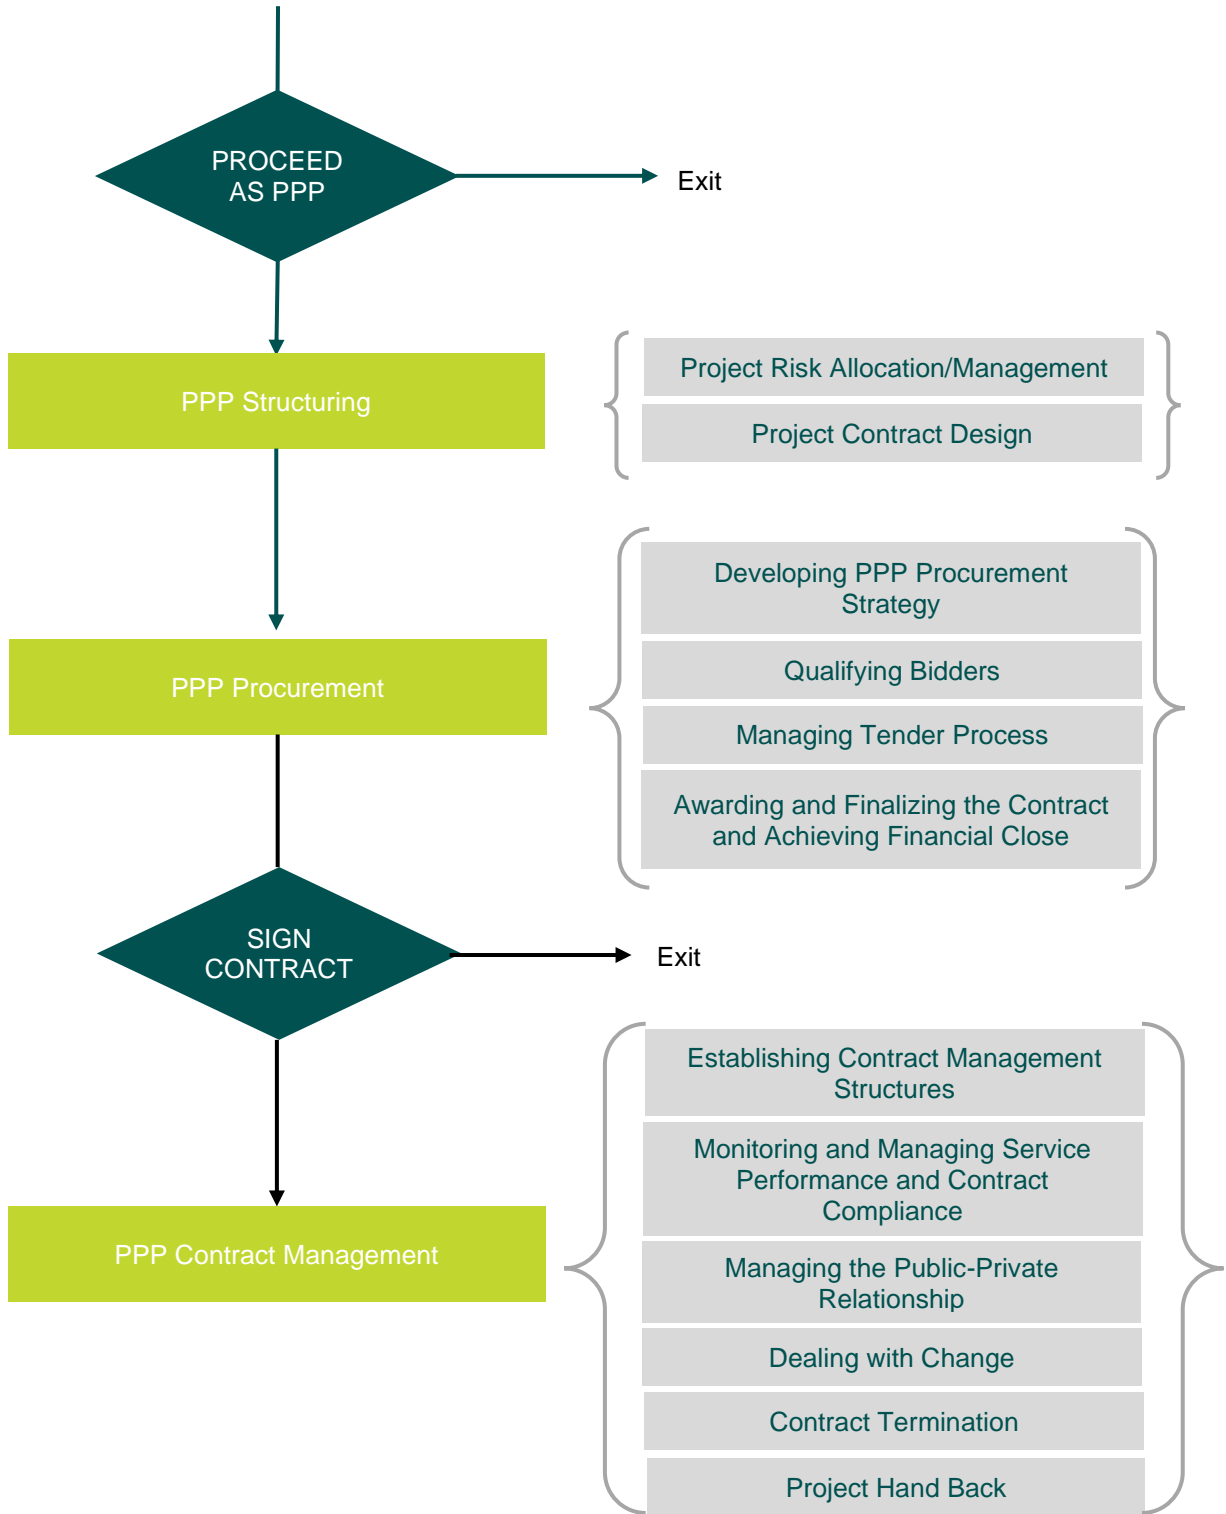 PROCEED
AS PPP
Exit
PPP Structuring
Project Risk Allocation/Management
Project Contract Design
PPP Procurement
Developing PPP Procurement
Strategy
Qualifying Bidders
Managing Tender Process
Awarding and Finalizing the Contract
and Achieving Financial Close
SIGN
CONTRACT
Exit
PPP Contract Management
Establishing Contract Management
Structures
Monitoring and Managing Service
Performance and Contract
Compliance
Managing the Public-Private
Relationship
Dealing with Change
Contract Termination
Project Hand Back